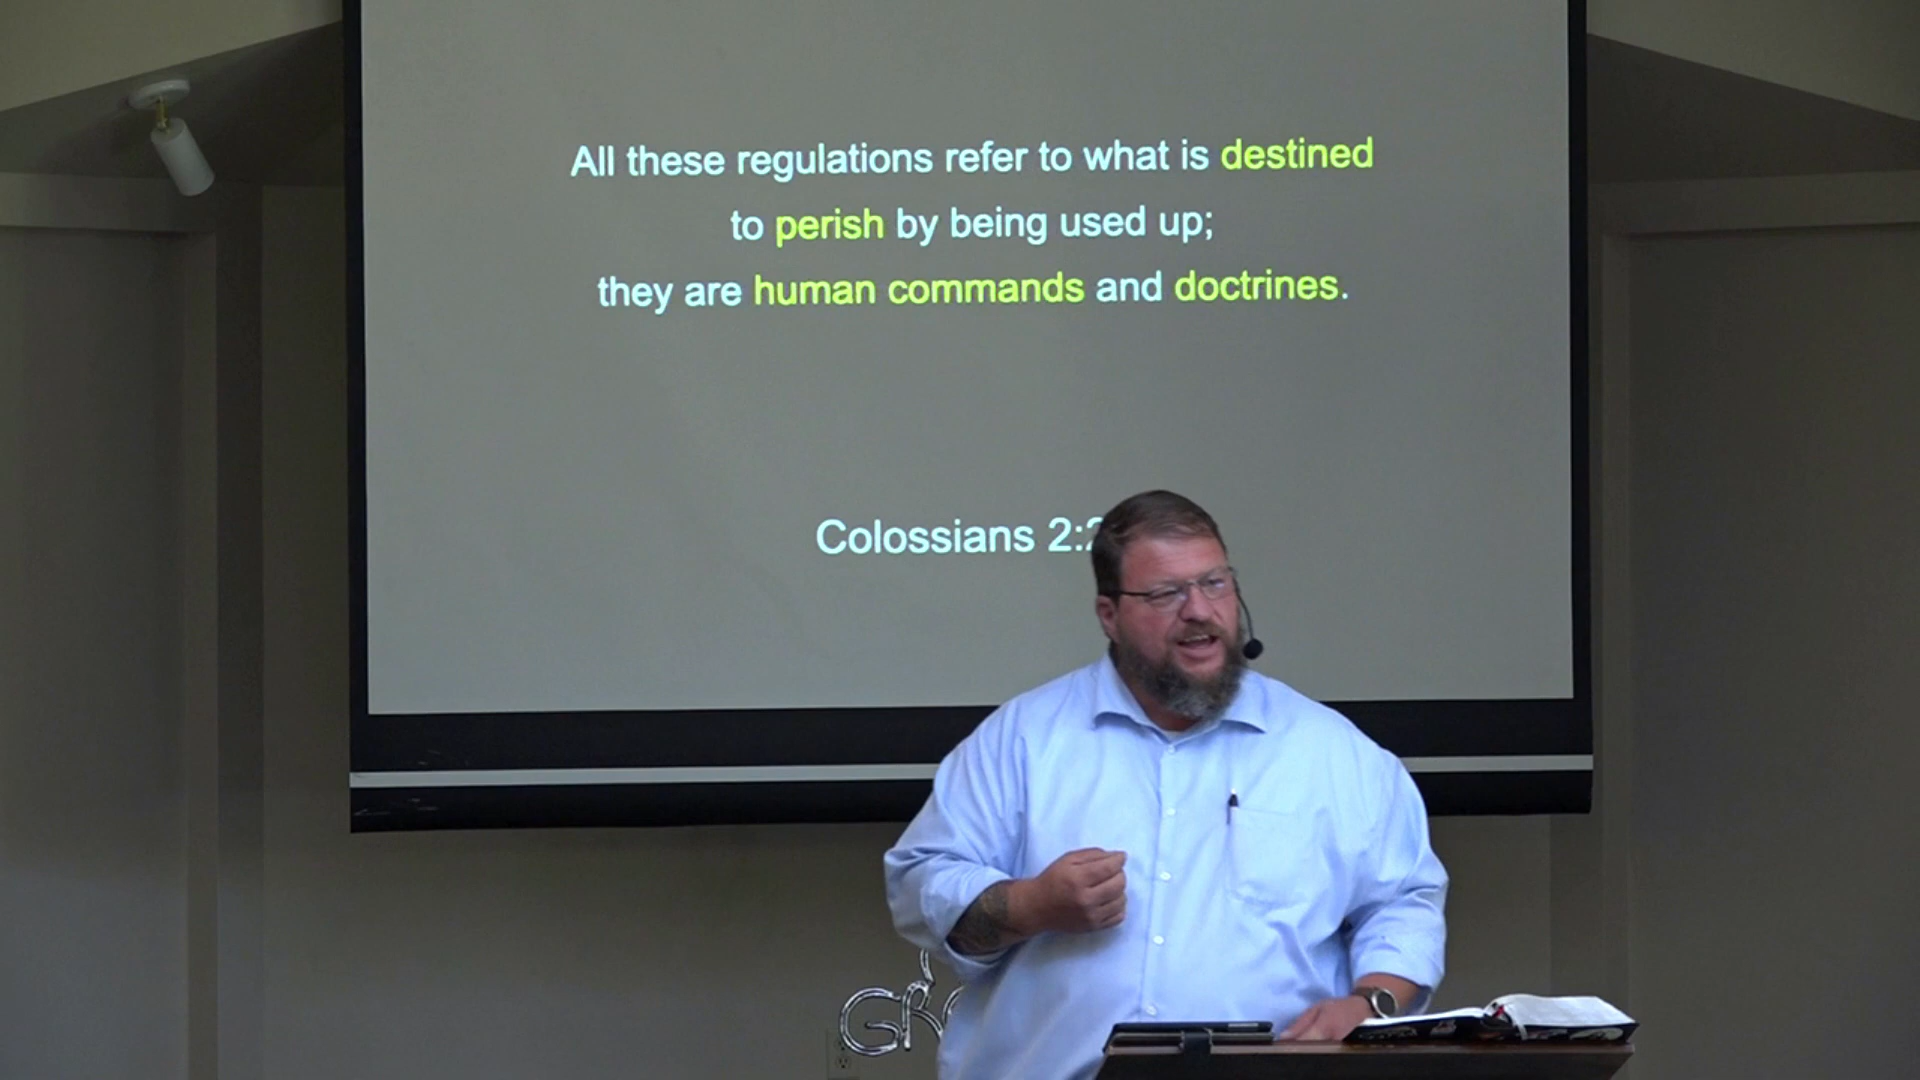 All these regulations refer to what is destined
to perish by being used up;
they are human commands and doctrines.
Colossians 2:2